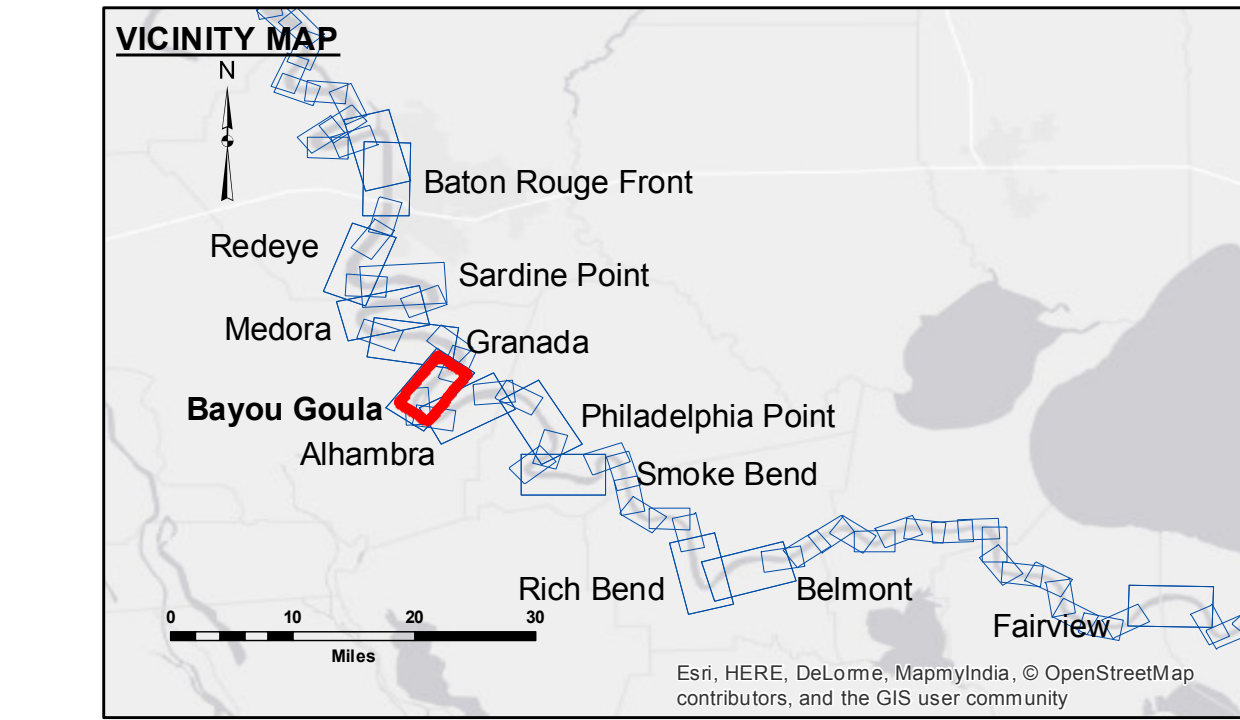 VICINITY MAP
N
Baton Rouge Front
Redeye
Sardine Point
Medora
Granada
Bayou Goula
Philadelphia Point
Alhambra
Smoke Bend
Rich Bend
Belmont
Fairview
0 10 20 30
Miles
Esri, HERE, DeLorme, MapmyIndia, © OpenStreetMap
contributors, and the GIS user community